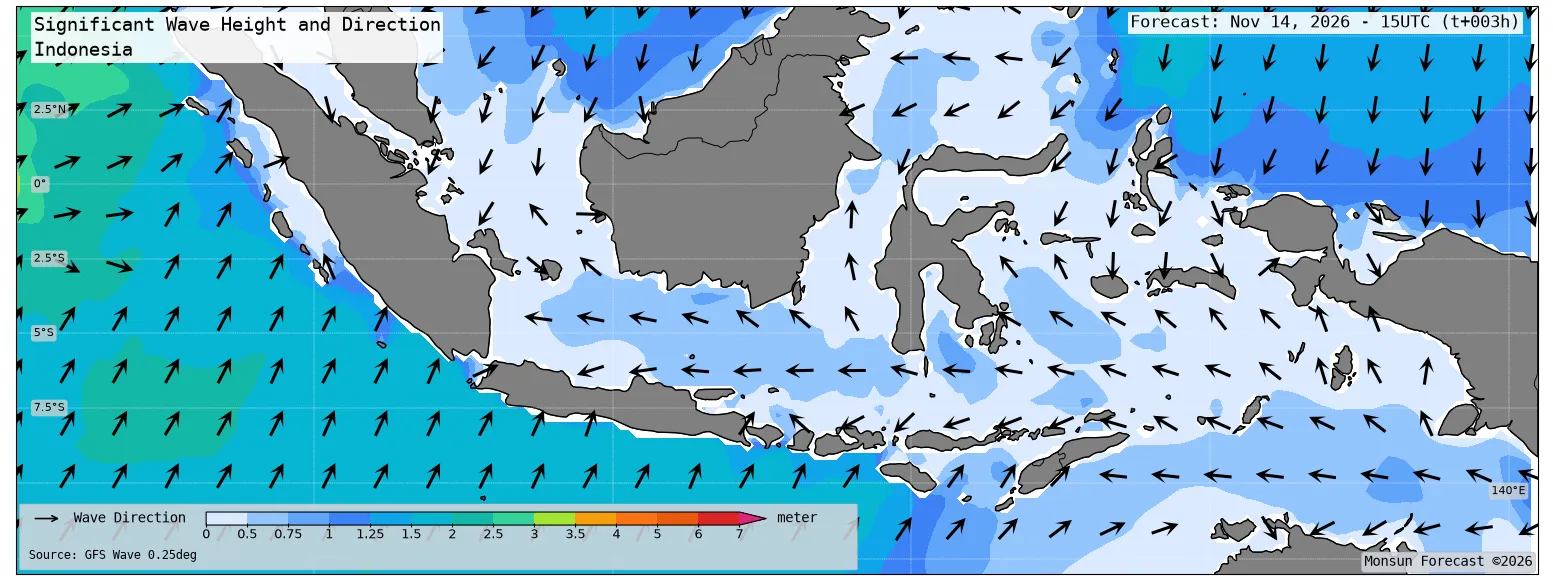 Significant Wave Height and Direction
Indonesia
Forecast: Nov 14, 2026 - 15UTC (t+003h)
2.5°N
0°
2.5°S
5°S
7.5°S
140°E
Wave Direction
meter
0 0.5 0.75 1 1.25 1.5 2 2.5 3 3.5 4 5 6 7
Source: GFS Wave 0.25deg
Monsun Forecast ©2026